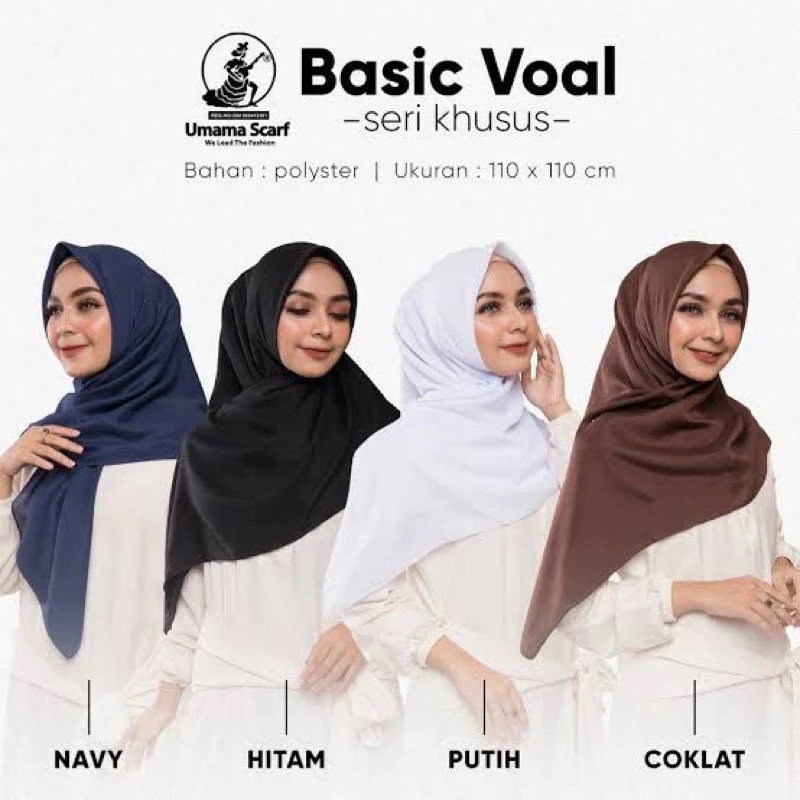 Basic Voal
-seri khusus-
Umama Scarf
We Lead The Fashion
Bahan : polyster | Ukuran : 110 x 110 cm
NAVY
HITAM
PUTIH
COKLAT